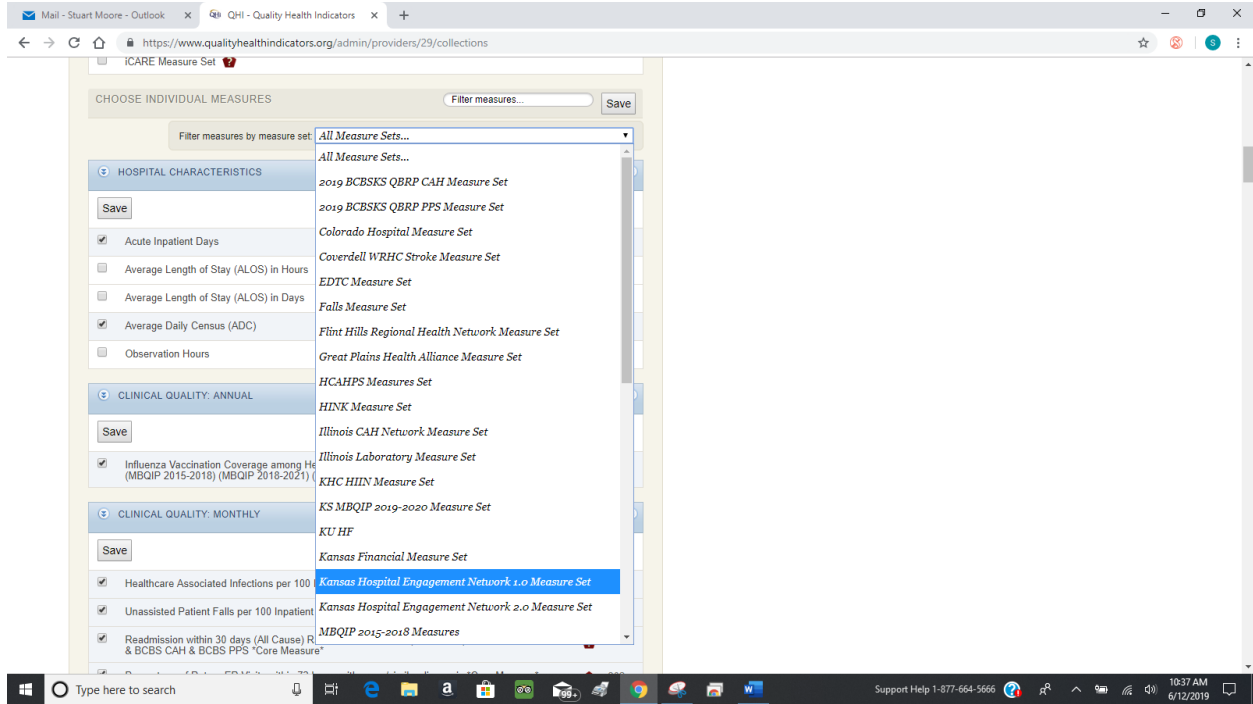 Mail - Stuart Moore - Outlook
QHI - Quality Health Indicators
https://www.qualityhealthindicators.org/admin/providers/29/collections
S
iCARE Measure Set ?
CHOOSE INDIVIDUAL MEASURES
Filter measures...
Save
Filter measures by measure set:
All Measure Sets...
All Measure Sets...
2019 BCBSKS QBRP CAH Measure Set
2019 BCBSKS QBRP PPS Measure Set
Colorado Hospital Measure Set
Coverdell WRHC Stroke Measure Set
EDTC Measure Set
Falls Measure Set
Flint Hills Regional Health Network Measure Set
Great Plains Health Alliance Measure Set
HCAHPS Measures Set
HINK Measure Set
Illinois CAH Network Measure Set
Illinois Laboratory Measure Set
KHC HIIN Measure Set
KS MBQIP 2019-2020 Measure Set
KU HF
Kansas Financial Measure Set
Kansas Hospital Engagement Network 1.0 Measure Set
Kansas Hospital Engagement Network 2.0 Measure Set
MBQIP 2015-2018 Measures
HOSPITAL CHARACTERISTICS
Save
Acute Inpatient Days
Average Length of Stay (ALOS) in Hours
Average Length of Stay (ALOS) in Days
Average Daily Census (ADC)
Observation Hours
CLINICAL QUALITY: ANNUAL
Save
Influenza Vaccination Coverage among He
(MBQIP 2015-2018) (MBQIP 2018-2021) (
CLINICAL QUALITY: MONTHLY
Save
Healthcare Associated Infections per 100
Unassisted Patient Falls per 100 Inpatient
Readmission within 30 days (All Cause) R
& BCBS CAH & BCBS PPS *Core Measure*
Type here to search
99+
Support Help 1-877-664-5666
10:37 AM
6/12/2019